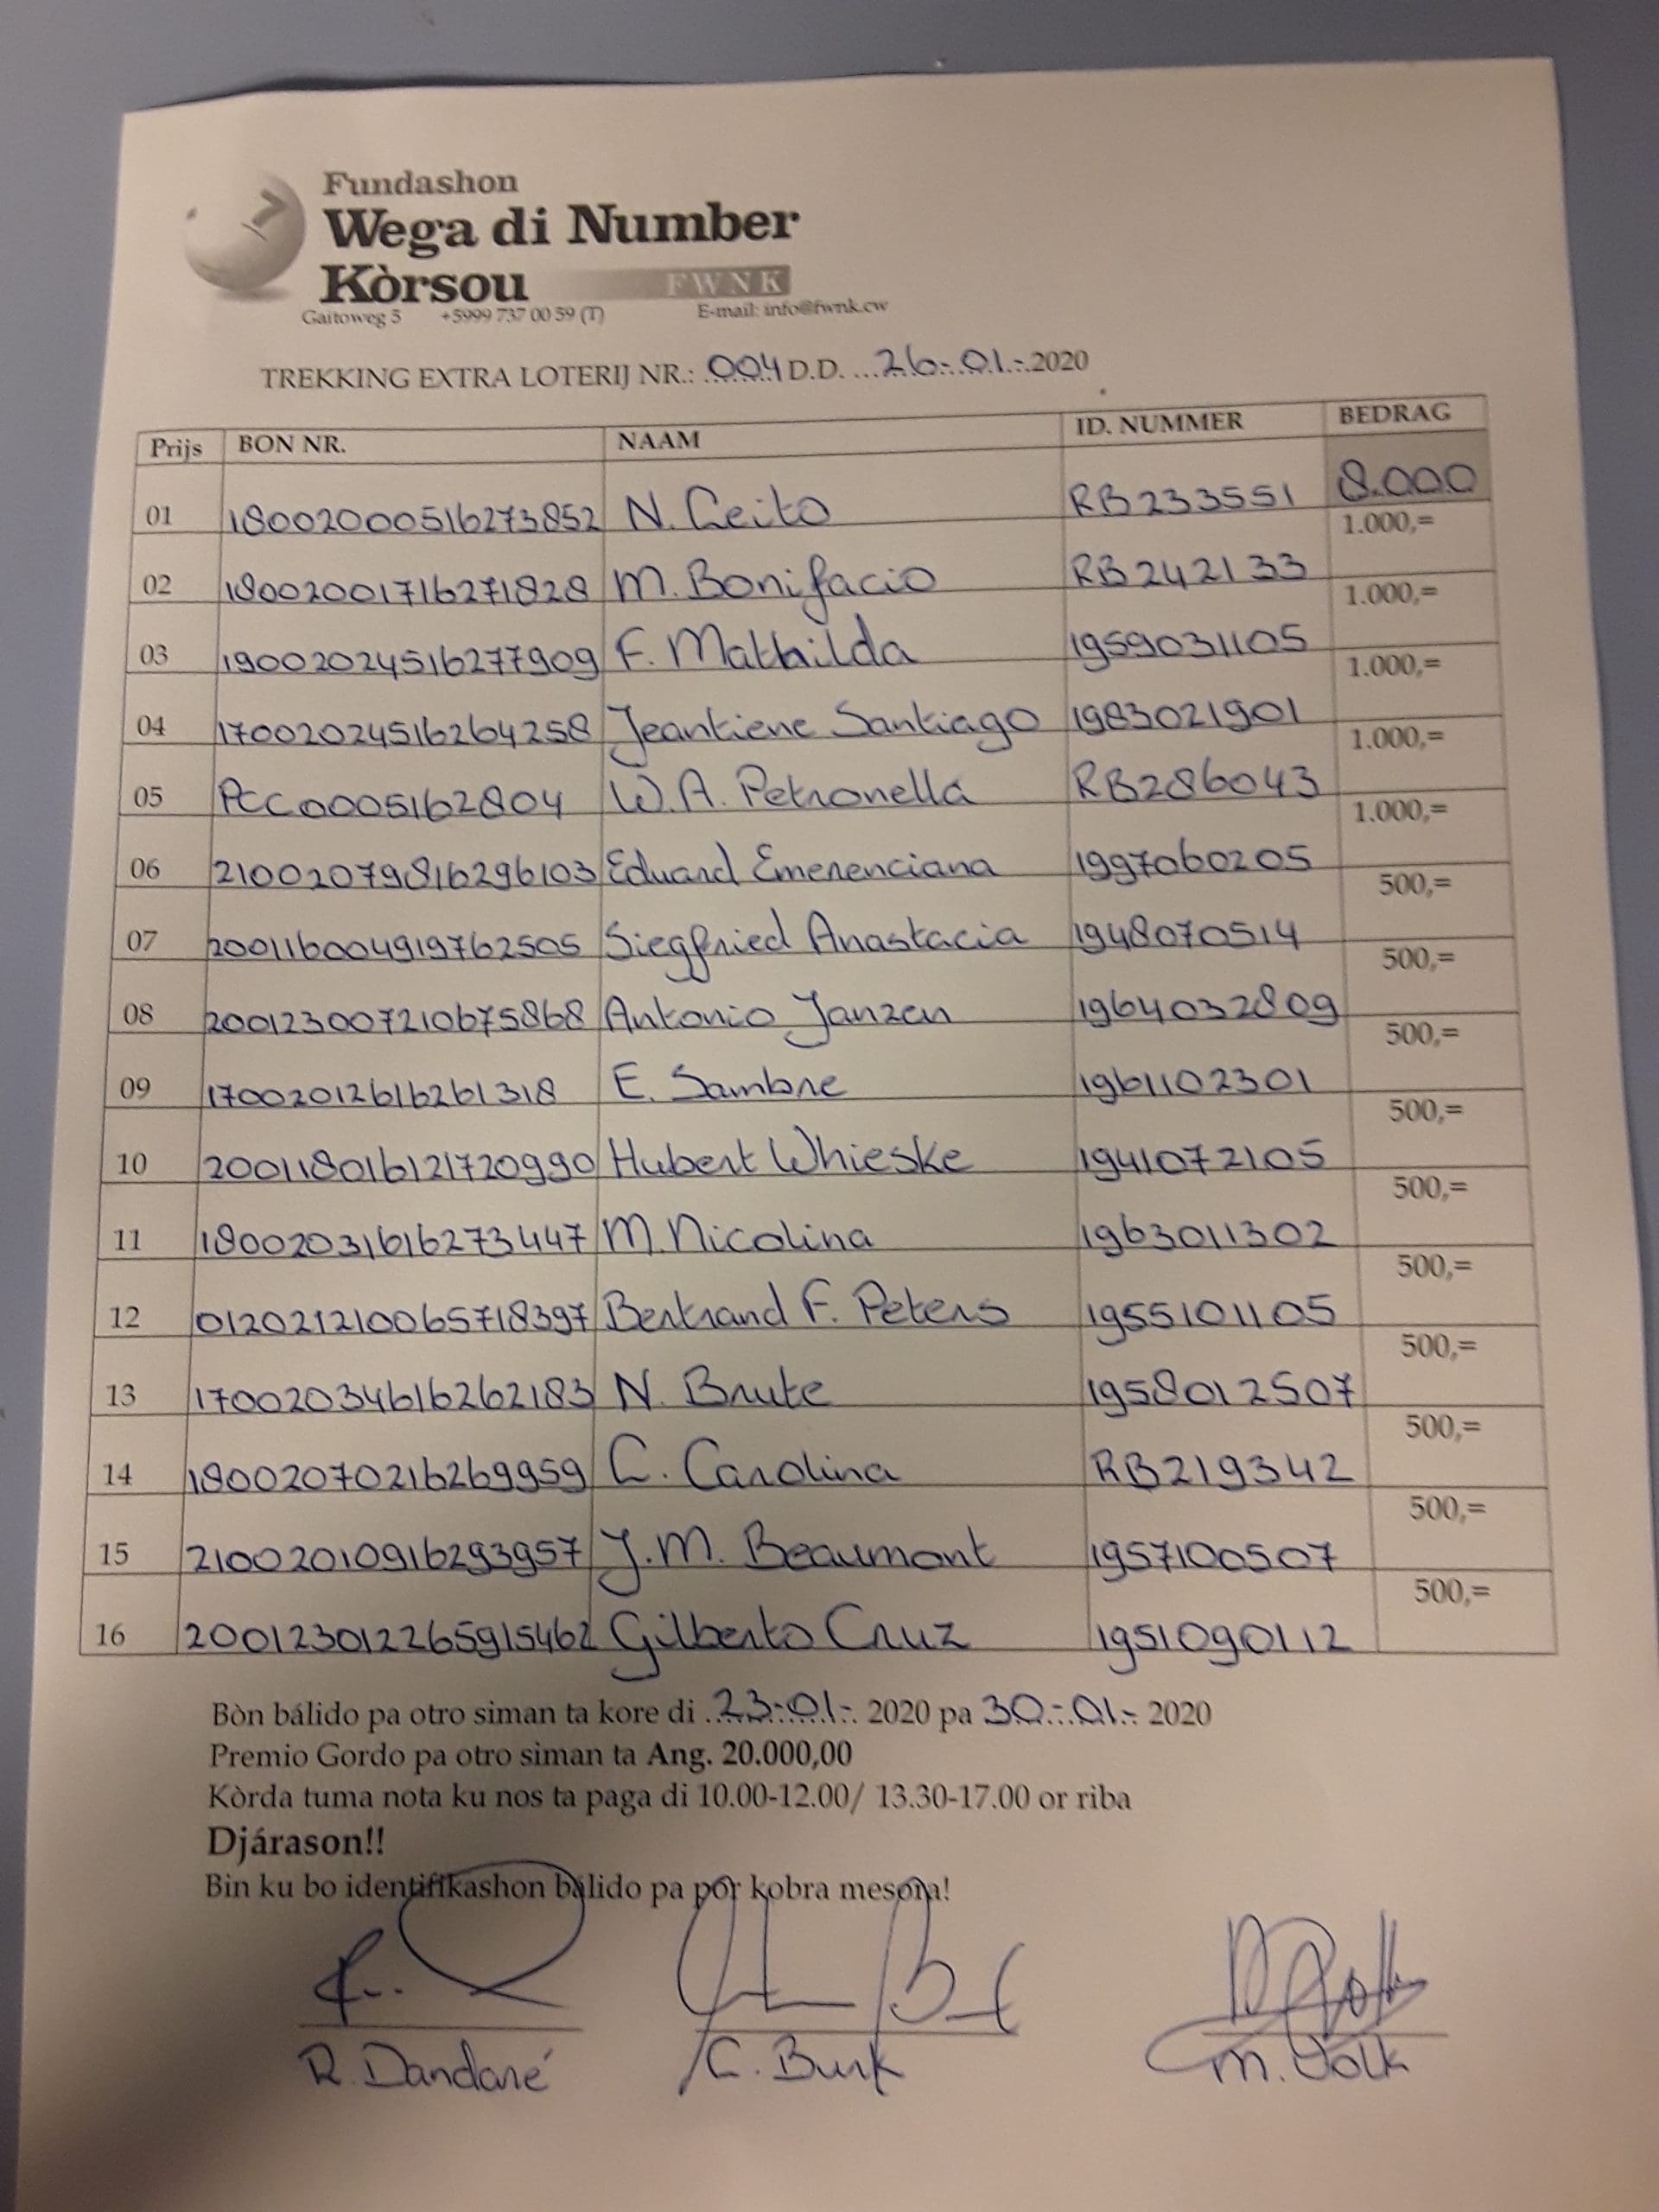 Fundashon
Wega di Number
Kòrsou FWNK
Gaitoweg 5 +5999 737 00 59 (T) E-mail: info@fwnk.cw
TREKKING EXTRA LOTERIJ NR.: 004 D.D. 26-01-2020
Prijs BON NR. NAAM ID. NUMMER BEDRAG
01 18002000516273852 N. Ceito RB233551 8.000
1.000,=
02 18002001716271828 M. Bonifacio RB242133
1.000,=
03 19002024516277909 F. Mathilda 1959031105
1.000,=
04 17002024516264258 Jeantiene Santiago 1983021901
1.000,=
05 PCC0005162804 W.A. Petronella RB286043
1.000,=
06 21002079816296103 Eduard Emerenciana 1997060205
500,=
07 200116004919762505 Siegfried Anastacia 1948070514
500,=
08 200123007210675868 Antonio Janzen 1964032809
500,=
09 17002012616261318 E. Sambre 1961102301
500,=
10 200118016121720990 Hubert Whieske 1941072105
500,=
11 18002031616273447 M. Nicolina 1963011302
500,=
12 012021210065718397 Bertrand F. Peters 1955101105
500,=
13 17002034616262183 N. Brute 1958012507
500,=
14 18002070216269959 C. Carolina RB219342
500,=
15 21002010916293957 J.M. Beaumont 1957100507
500,=
16 200123012265915462 Gilberto Cruz 1951090112
Bòn bálido pa otro siman ta kore di 23-01- 2020 pa 30-01- 2020
Premio Gordo pa otro siman ta Ang. 20.000,00
Kòrda tuma nota ku nos ta paga di 10.00-12.00/ 13.30-17.00 or riba
Djárason!!
Bin ku bo identifikashon bálido pa por kobra mesora!
R. Dandaré C. Burk M. Volk